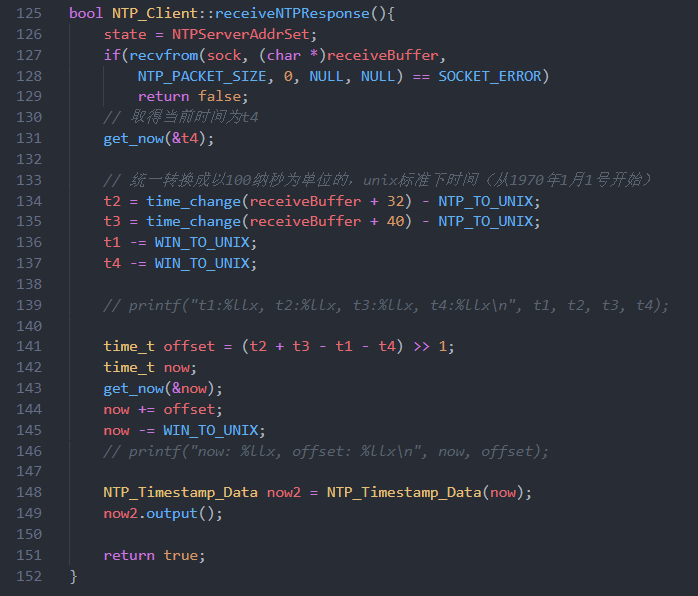 125 bool NTP_Client::receiveNTPResponse(){
126     state = NTPServerAddrSet;
127     if(recvfrom(sock, (char *)receiveBuffer,
128         NTP_PACKET_SIZE, 0, NULL, NULL) == SOCKET_ERROR)
129         return false;
130     // 取得当前时间为t4
131     get_now(&t4);
132
133     // 统一转换成以100纳秒为单位的，unix标准下时间（从1970年1月1号开始）
134     t2 = time_change(receiveBuffer + 32) - NTP_TO_UNIX;
135     t3 = time_change(receiveBuffer + 40) - NTP_TO_UNIX;
136     t1 -= WIN_TO_UNIX;
137     t4 -= WIN_TO_UNIX;
138
139     // printf("t1:%llx, t2:%llx, t3:%llx, t4:%llx\n", t1, t2, t3, t4);
140
141     time_t offset = (t2 + t3 - t1 - t4) >> 1;
142     time_t now;
143     get_now(&now);
144     now += offset;
145     now -= WIN_TO_UNIX;
146     // printf("now: %llx, offset: %llx\n", now, offset);
147
148     NTP_Timestamp_Data now2 = NTP_Timestamp_Data(now);
149     now2.output();
150
151     return true;
152 }